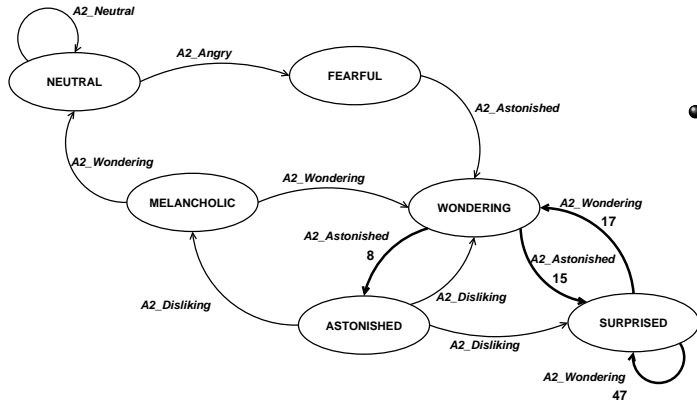 A2_Neutral
A2_Angry
NEUTRAL
FEARFUL
A2_Astonished
A2_Wondering
A2_Wondering
MELANCHOLIC
WONDERING
A2_Wondering
17
A2_Astonished
8
A2_Astonished
15
A2_Disliking
A2_Disliking
ASTONISHED
SURPRISED
A2_Disliking
A2_Wondering
47